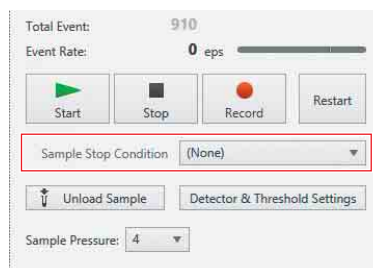 Total Event: 910
Event Rate: 0 eps
Start Stop Record Restart
Sample Stop Condition (None)
Unload Sample Detector & Threshold Settings
Sample Pressure: 4